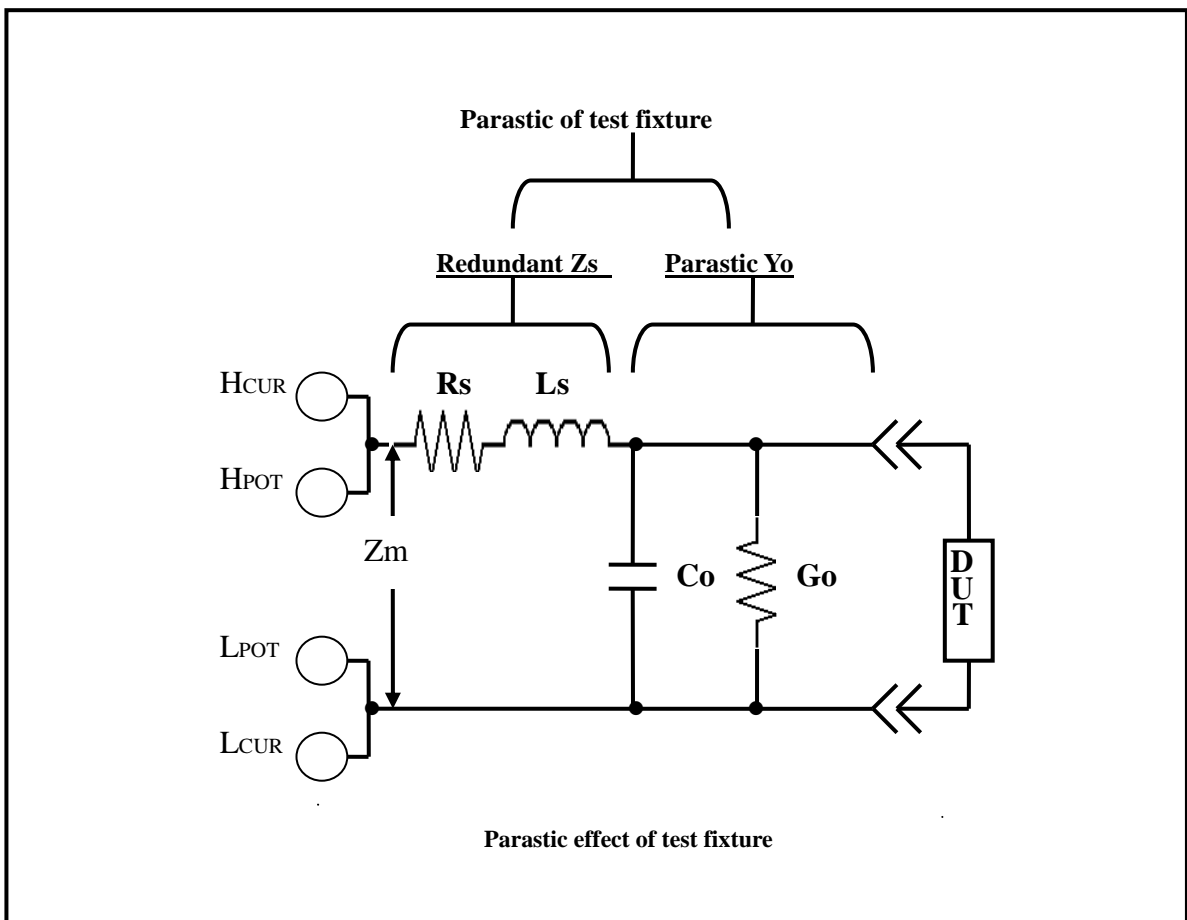 Parastic of test fixture
Redundant Zs
Parastic Yo
Rs
Ls
HCUR
HPOT
Zm
Co
Go
D
U
T
LPOT
LCUR
Parastic effect of test fixture